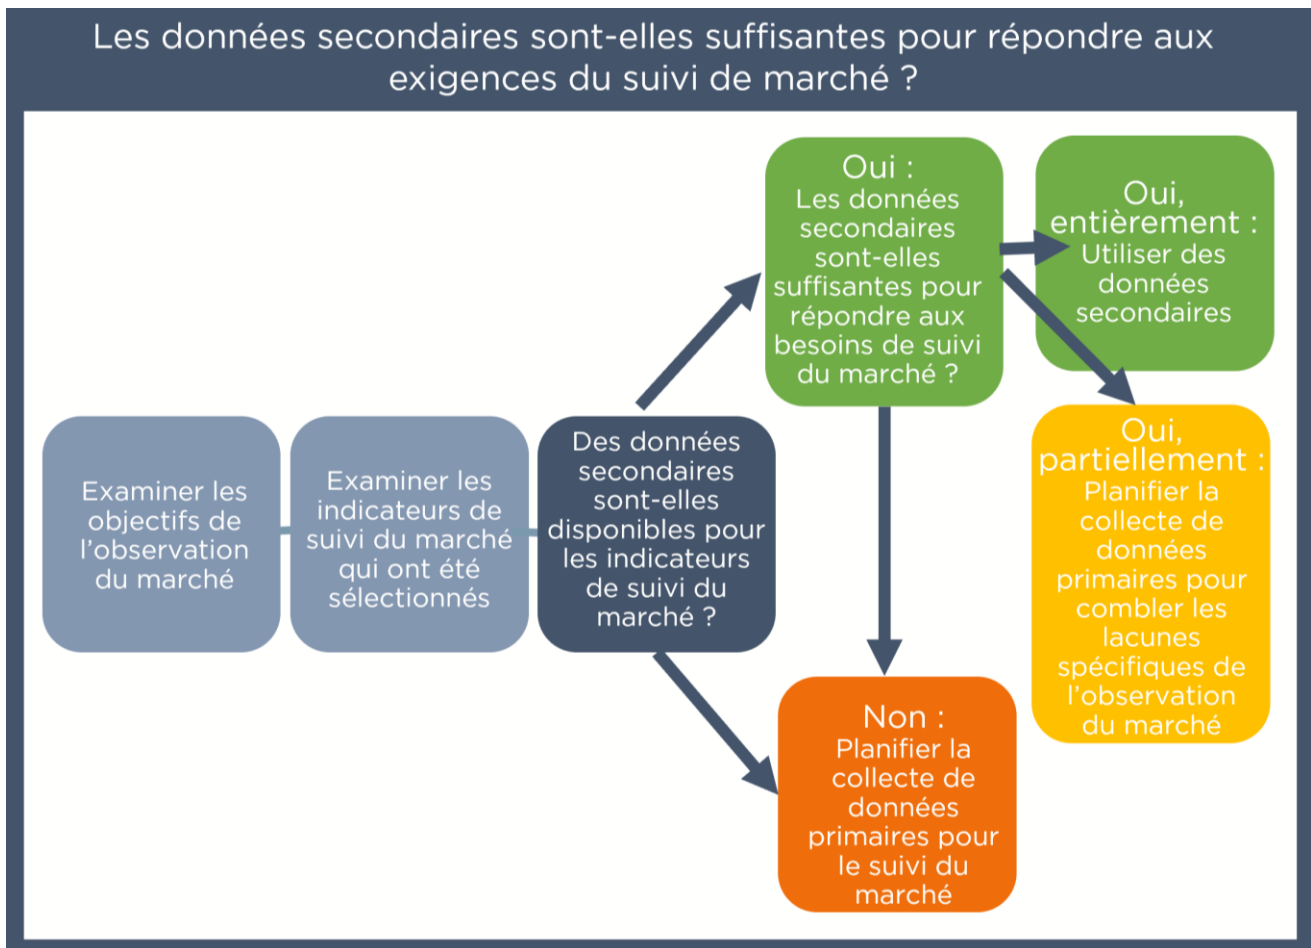 Les données secondaires sont-elles suffisantes pour répondre aux
exigences du suivi de marché ?
Examiner les
objectifs de
l’observation
du marché
Examiner les
indicateurs de
suivi du marché
qui ont été
sélectionnés
Des données
secondaires
sont-elles
disponibles pour
les indicateurs
de suivi du
marché ?
Oui :
Les données
secondaires
sont-elles
suffisantes pour
répondre aux
besoins de suivi
du marché ?
Oui,
entièrement :
Utiliser des
données
secondaires
Oui,
partiellement :
Planifier la
collecte de
données
primaires pour
combler les
lacunes
spécifiques de
l’observation
du marché
Non :
Planifier la
collecte de
données
primaires pour
le suivi du
marché